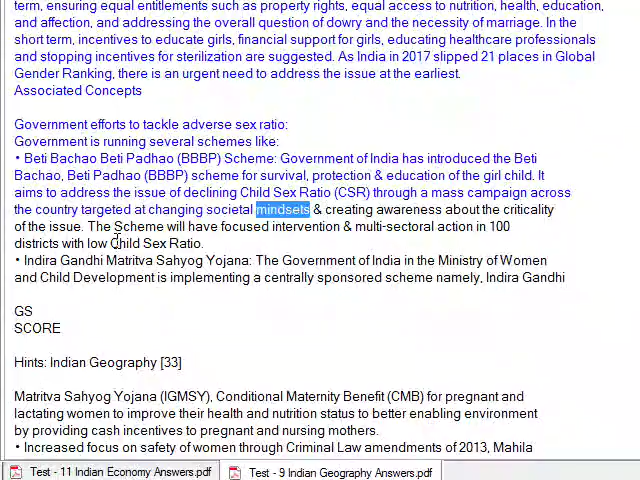 term, ensuring equal entitlements such as property rights, equal access to nutrition, health, education,
and affection, and addressing the overall question of dowry and the necessity of marriage. In the
short term, incentives to educate girls, financial support for girls, educating healthcare professionals
and stopping incentives for sterilization are suggested. As India in 2017 slipped 21 places in Global
Gender Ranking, there is an urgent need to address the issue at the earliest.
Associated Concepts
Government efforts to tackle adverse sex ratio:
Government is running several schemes like:
• Beti Bachao Beti Padhao (BBBP) Scheme: Government of India has introduced the Beti
Bachao, Beti Padhao (BBBP) scheme for survival, protection & education of the girl child. It
aims to address the issue of declining Child Sex Ratio (CSR) through a mass campaign across
the country targeted at changing societal mindsets & creating awareness about the criticality
of the issue. The Scheme will have focused intervention & multi-sectoral action in 100
districts with low Child Sex Ratio.
• Indira Gandhi Matritva Sahyog Yojana: The Government of India in the Ministry of Women
and Child Development is implementing a centrally sponsored scheme namely, Indira Gandhi
GS
SCORE
Hints: Indian Geography [33]
Matritva Sahyog Yojana (IGMSY), Conditional Maternity Benefit (CMB) for pregnant and
lactating women to improve their health and nutrition status to better enabling environment
by providing cash incentives to pregnant and nursing mothers.
• Increased focus on safety of women through Criminal Law amendments of 2013, Mahila
Test - 11 Indian Economy Answers.pdf
Test - 9 Indian Geography Answers.pdf